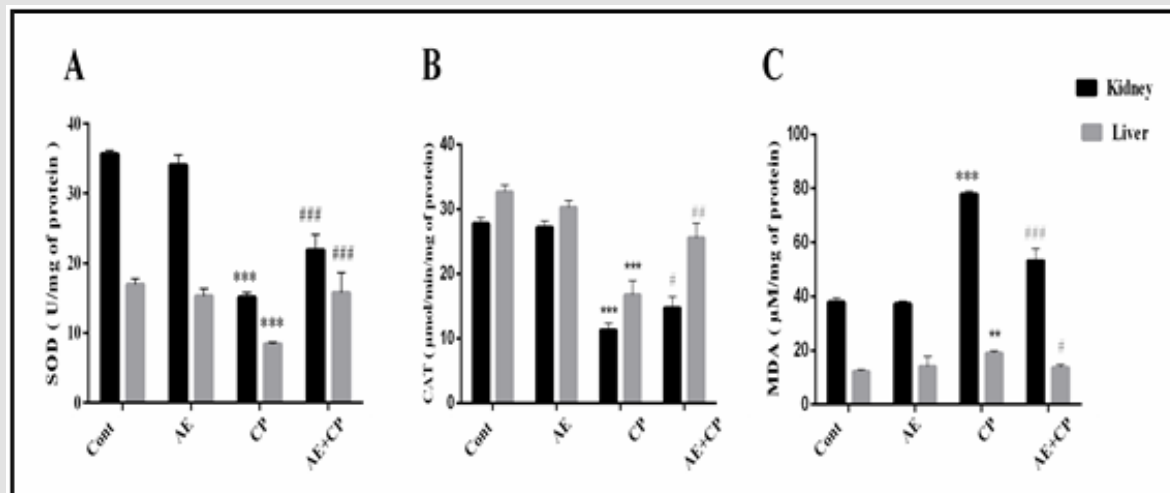 A
B
C
Kidney
Liver
SOD ( U/mg of protein)
40
30
20
10
0
***
***
###
###
Cont
AE
CP
AE+CP
CAT ( µmol/min/mg of protein)
40
30
20
10
0
***
***
#
##
Cont
AE
CP
AE+CP
MDA ( µM/mg of protein)
100
80
60
40
20
0
***
**
###
#
Cont
AE
CP
AE+CP